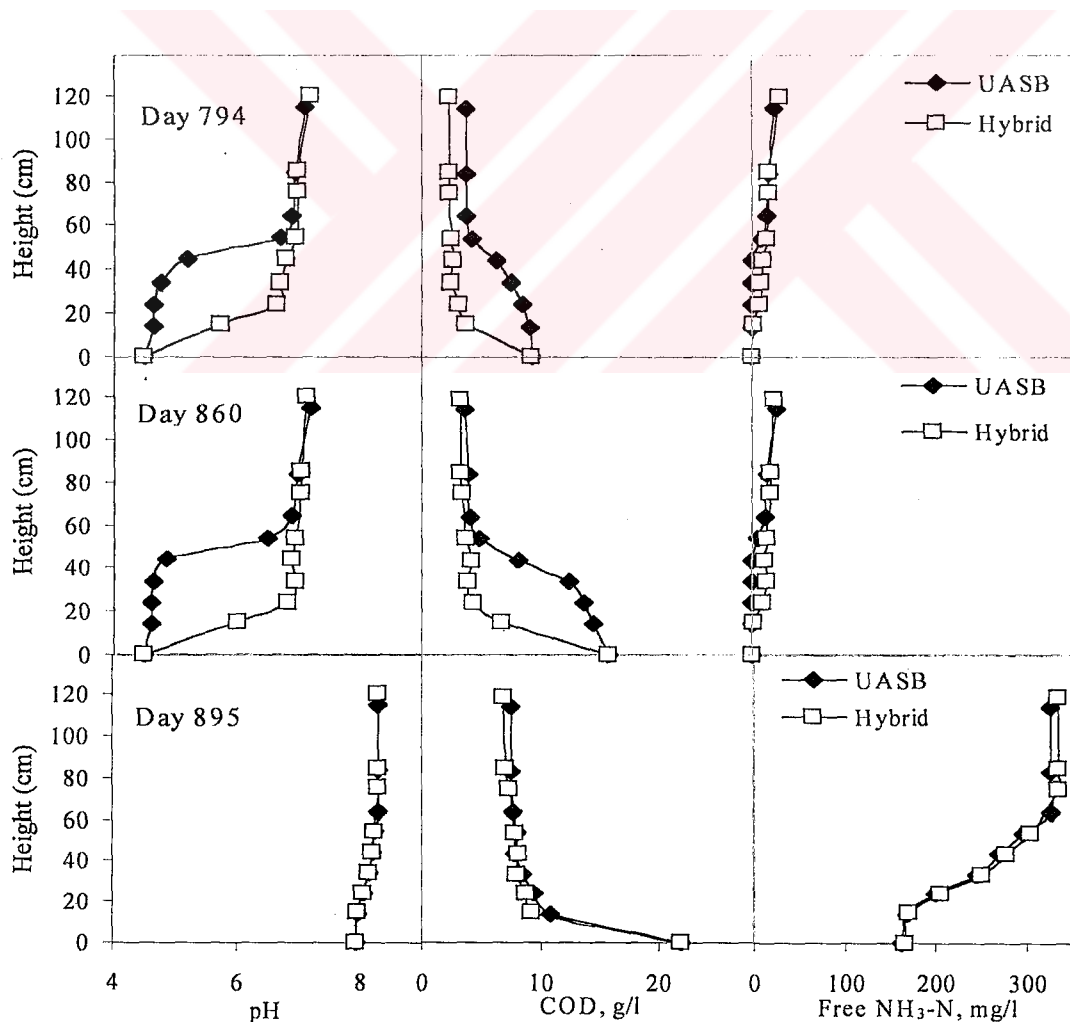 120
100
80
60
40
20
0
Height (cm)
Day 794
UASB
Hybrid
120
100
80
60
40
20
0
Height (cm)
Day 860
UASB
Hybrid
120
100
80
60
40
20
0
Height (cm)
Day 895
UASB
Hybrid
4 6 8
pH
0 10 20
COD, g/l
0 100 200 300
Free NH₃-N, mg/l